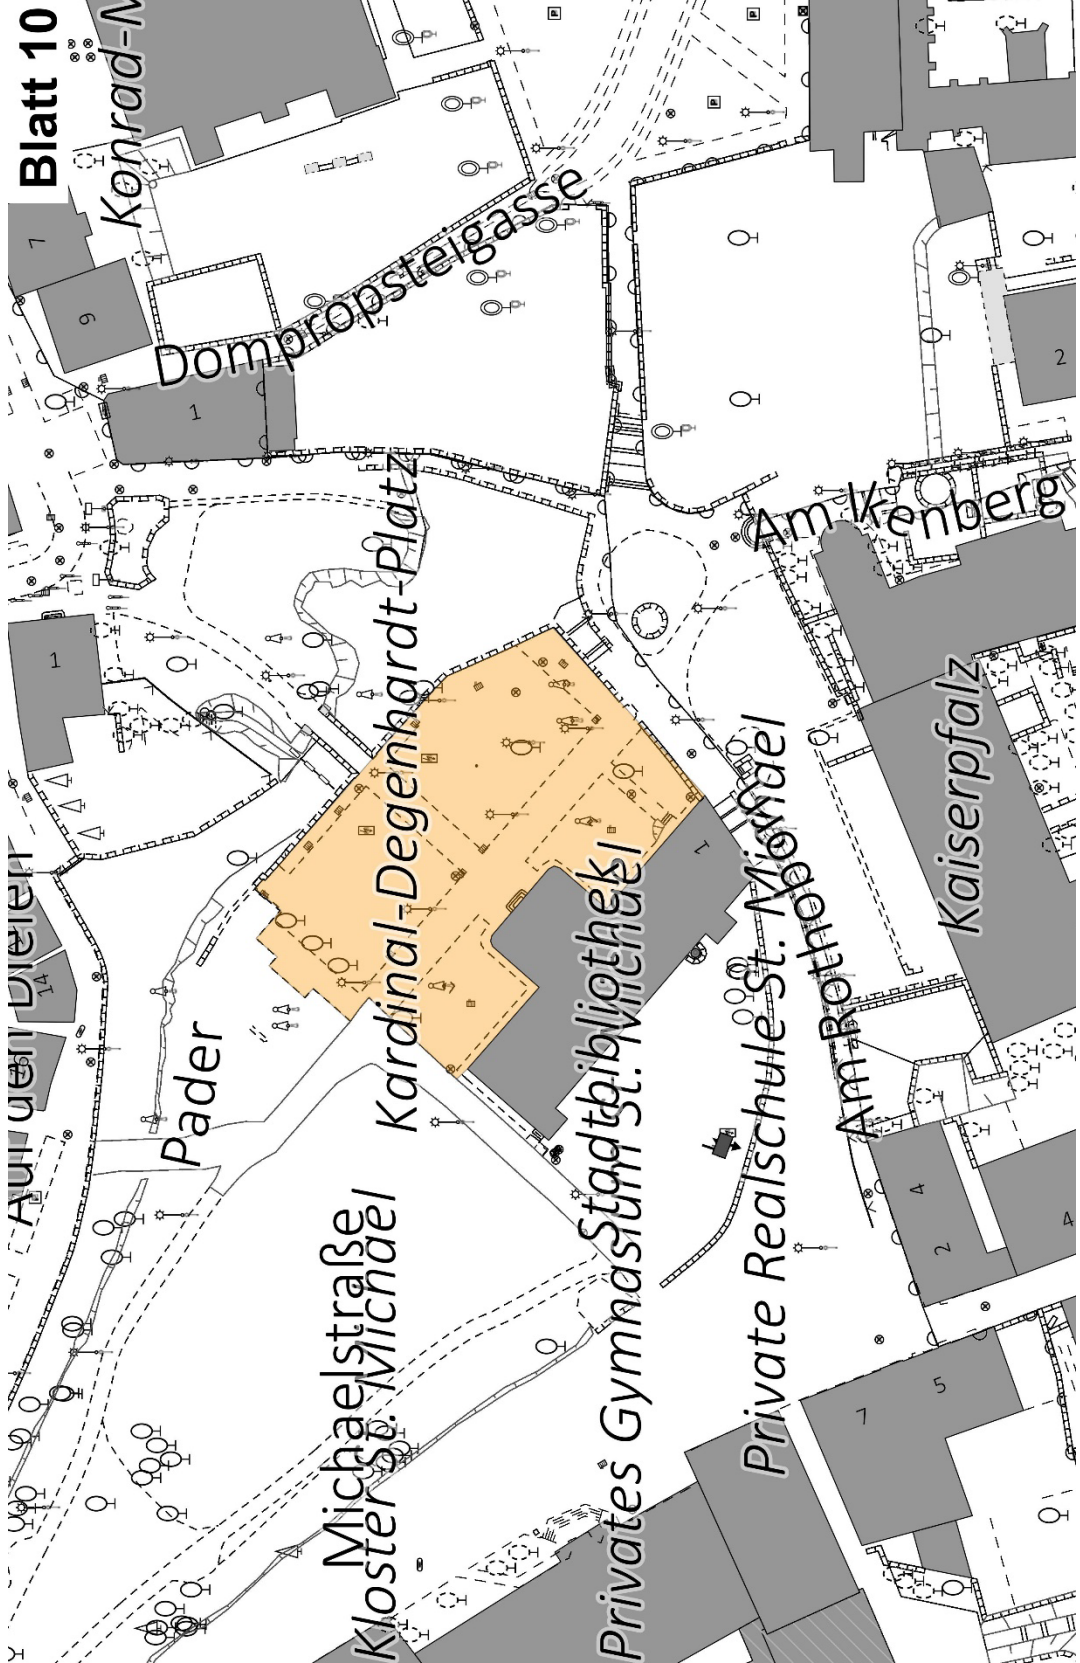 Blatt 10
Konrad-M
7
9
Dompropsteigasse
1
2
Kardinal-Degenhardt-Platz
Am Ikenberg
1
Kaiserpfalz
1
Auf den Dielen
14
Pader
Stadtbibliothek
Am Rothoborn
Michaelstraße
Kloster St. Michael
Privates Gymnasium St. Michael
Private Realschule St. Michael
4
2
4
5
7
P
P
P
P